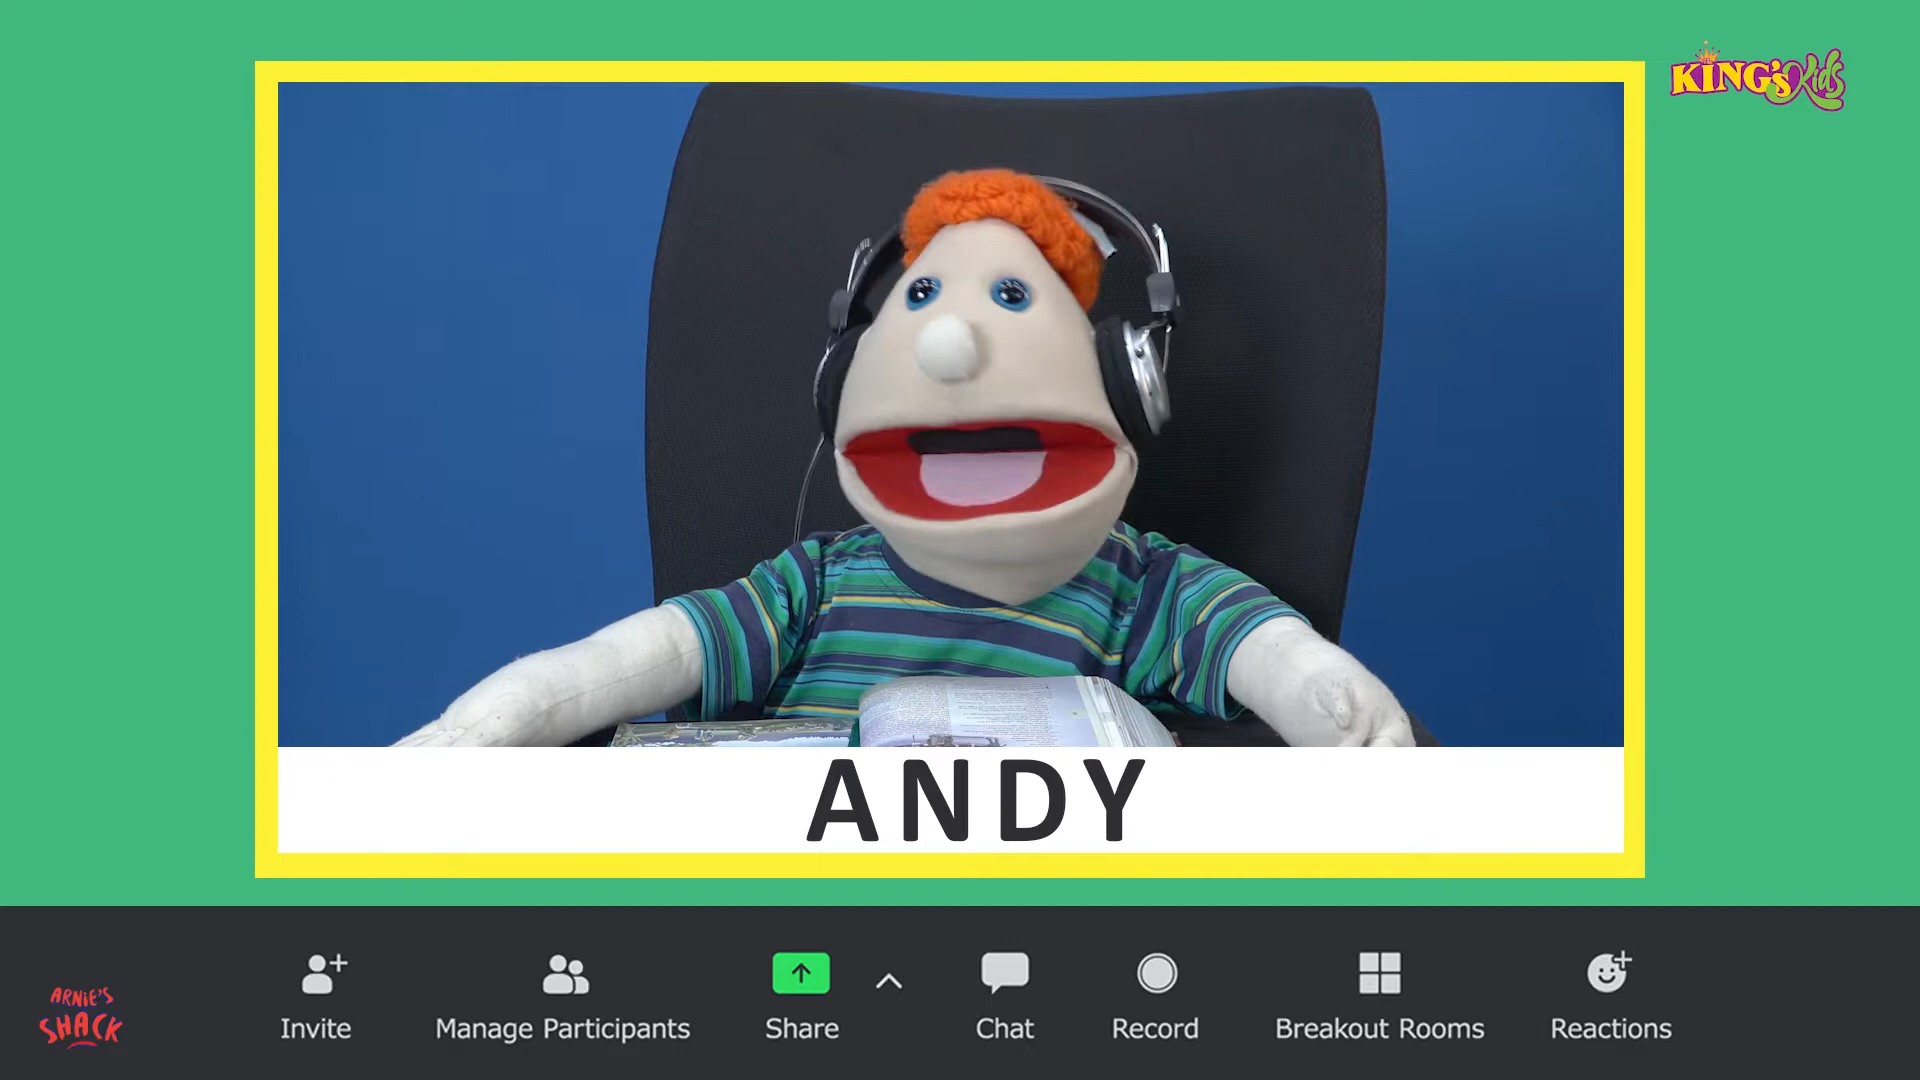 KING'S Kids
ANDY
ARNIE'S
SHACK
Invite
Manage Participants
Share
Chat
Record
Breakout Rooms
Reactions